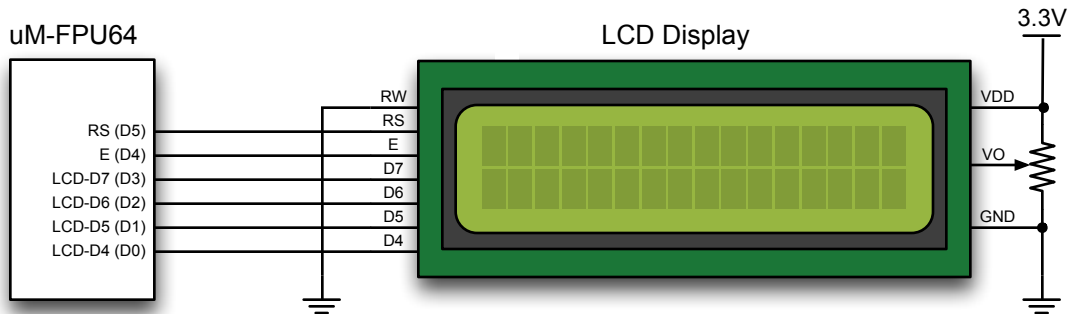 3.3V
uM-FPU64
LCD Display
RS (D5)
E (D4)
LCD-D7 (D3)
LCD-D6 (D2)
LCD-D5 (D1)
LCD-D4 (D0)
RW
RS
E
D7
D6
D5
D4
VDD
VO
GND